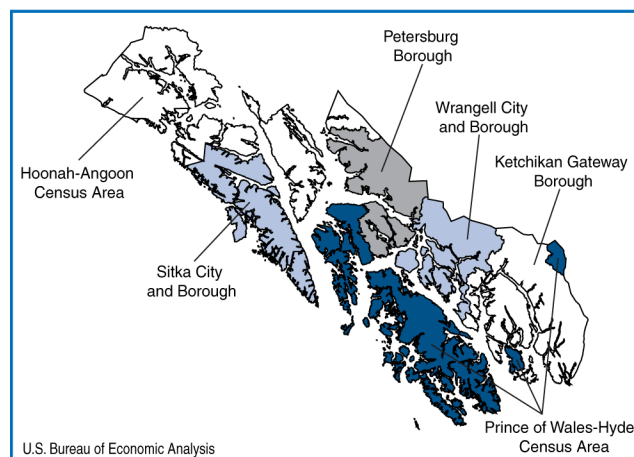 Petersburg
Borough
Wrangell City
and Borough
Ketchikan Gateway
Borough
Hoonah-Angoon
Census Area
Sitka City
and Borough
Prince of Wales-Hyde
Census Area
U.S. Bureau of Economic Analysis